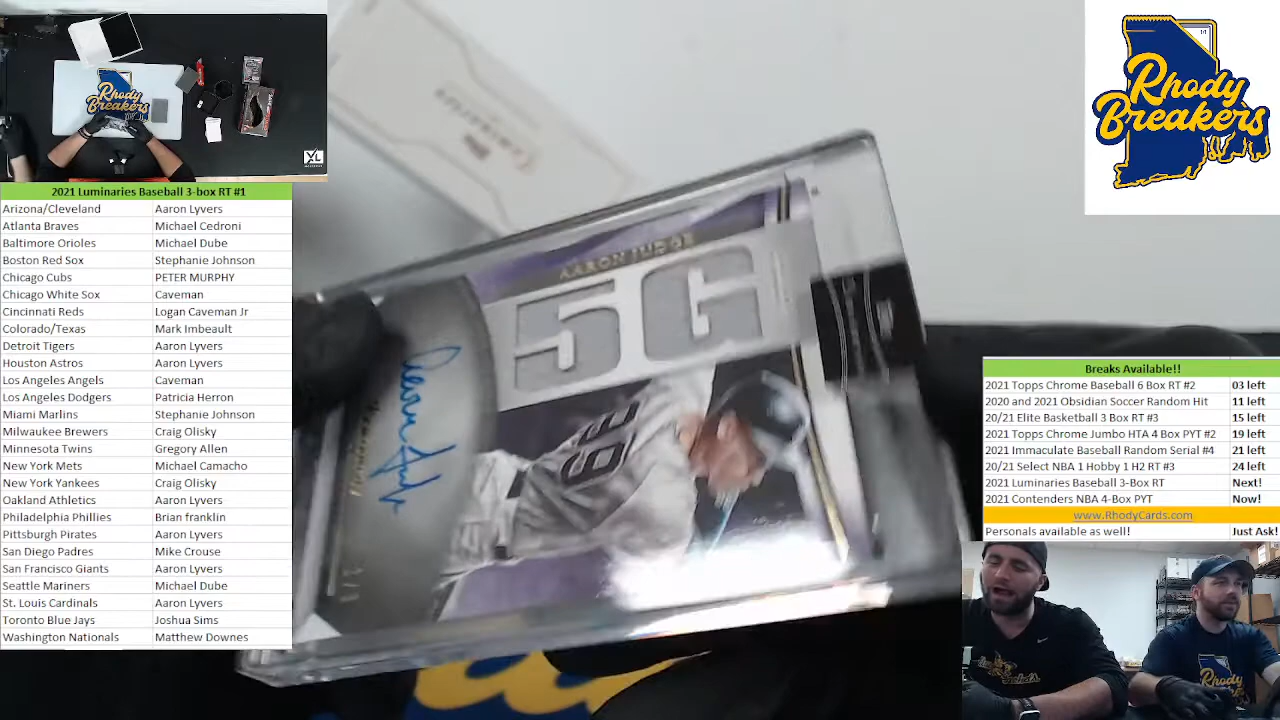 Rhody
Breakers
XL
2021 Luminaries Baseball 3-box RT #1
Arizona/Cleveland Aaron Lyvers
Atlanta Braves Michael Cedroni
Baltimore Orioles Michael Dube
Boston Red Sox Stephanie Johnson
Chicago Cubs PETER MURPHY
Chicago White Sox Caveman
Cincinnati Reds Logan Caveman Jr
Colorado/Texas Mark Imbeault
Detroit Tigers Aaron Lyvers
Houston Astros Aaron Lyvers
Los Angeles Angels Caveman
Los Angeles Dodgers Patricia Herron
Miami Marlins Stephanie Johnson
Milwaukee Brewers Craig Olisky
Minnesota Twins Gregory Allen
New York Mets Michael Camacho
New York Yankees Craig Olisky
Oakland Athletics Aaron Lyvers
Philadelphia Phillies Brian franklin
Pittsburgh Pirates Aaron Lyvers
San Diego Padres Mike Crouse
San Francisco Giants Aaron Lyvers
Seattle Mariners Michael Dube
St. Louis Cardinals Aaron Lyvers
Toronto Blue Jays Joshua Sims
Washington Nationals Matthew Downes
AARON JUDGE
99
Rhody
Breakers
Breaks Available!!
2021 Topps Chrome Baseball 6 Box RT #2 03 left
2020 and 2021 Obsidian Soccer Random Hit 11 left
20/21 Elite Basketball 3 Box RT #3 15 left
2021 Topps Chrome Jumbo HTA 4 Box PYT #2 19 left
2021 Immaculate Baseball Random Serial #4 21 left
20/21 Select NBA 1 Hobby 1 H2 RT #3 24 left
2021 Luminaries Baseball 3-Box RT Next!
2021 Contenders NBA 4-Box PYT Now!
www.RhodyCards.com
Personals available as well! Just Ask!
Rhody